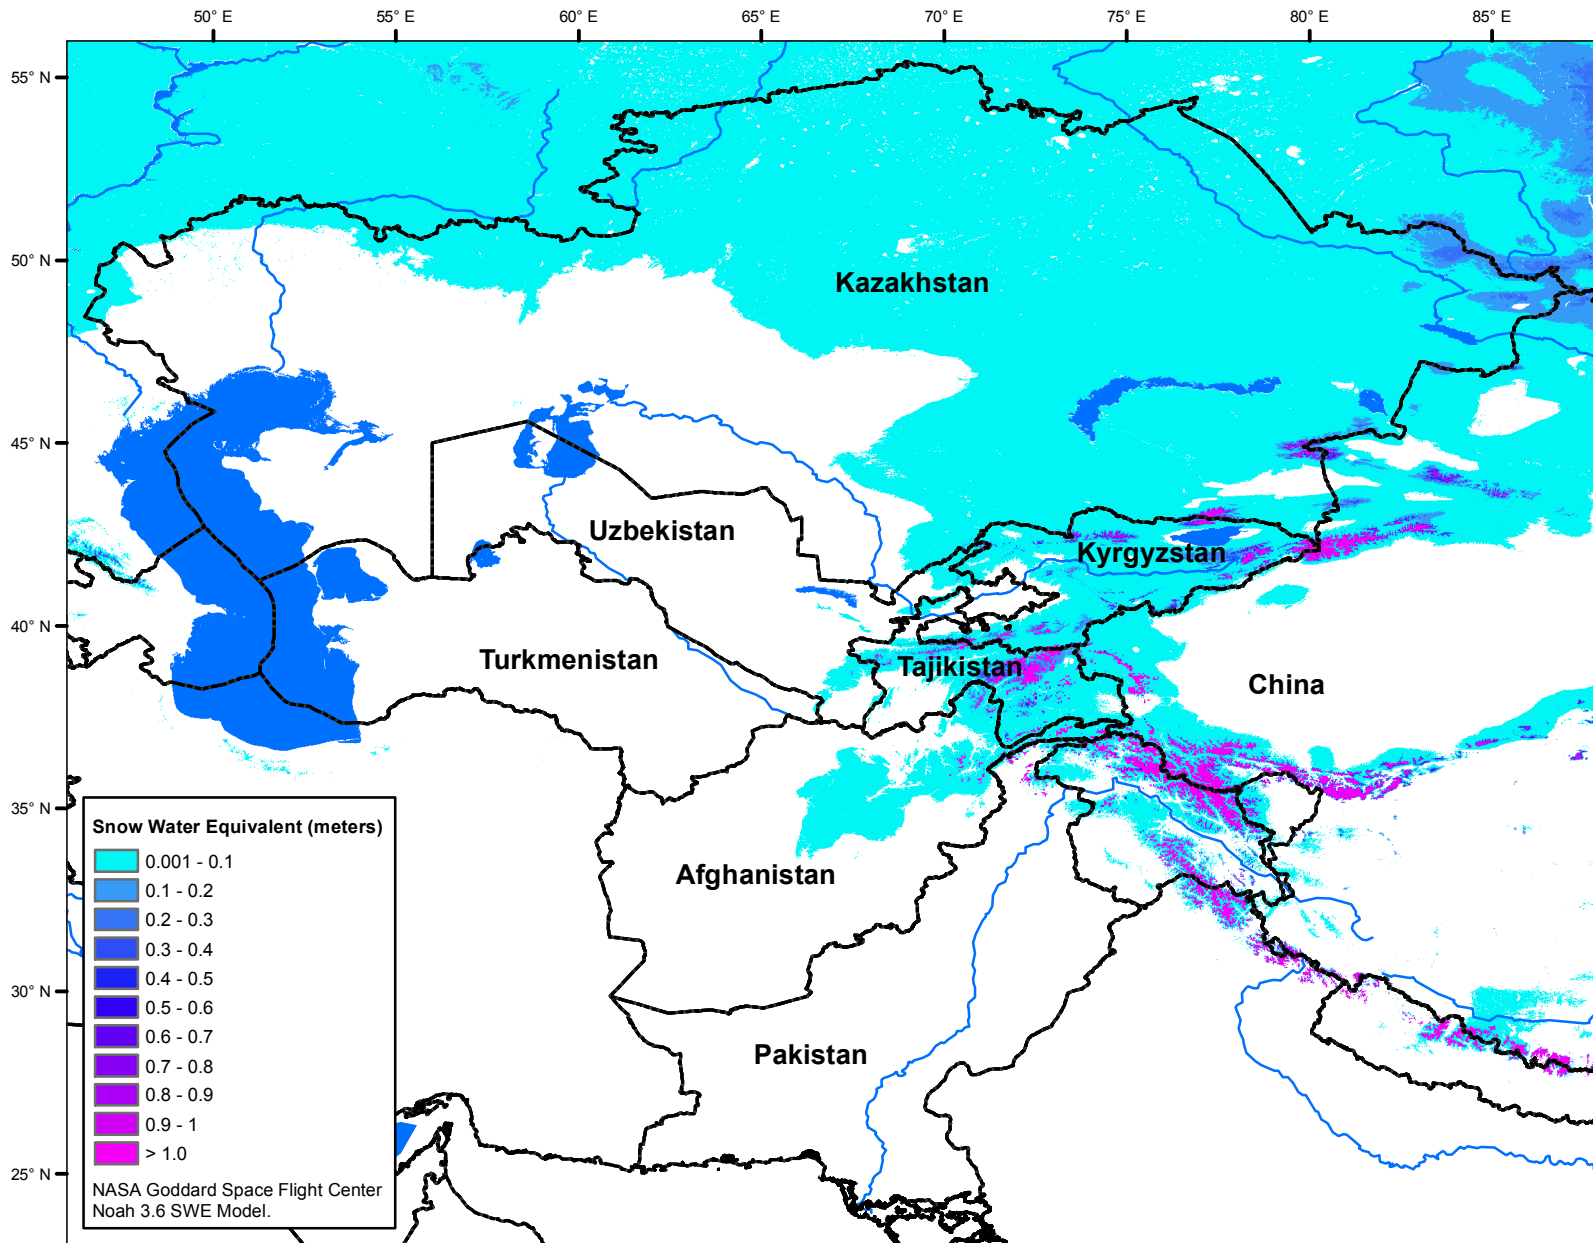 50° E 55° E 60° E 65° E 70° E 75° E 80° E 85° E
55° N
50° N
Kazakhstan
45° N
Uzbekistan
Kyrgyzstan
40° N
Turkmenistan
Tajikistan
China
35° N
Snow Water Equivalent (meters)
0.001 - 0.1
0.1 - 0.2
0.2 - 0.3
0.3 - 0.4
0.4 - 0.5
0.5 - 0.6
0.6 - 0.7
0.7 - 0.8
0.8 - 0.9
0.9 - 1
> 1.0
NASA Goddard Space Flight Center
Noah 3.6 SWE Model.
Afghanistan
30° N
Pakistan
25° N